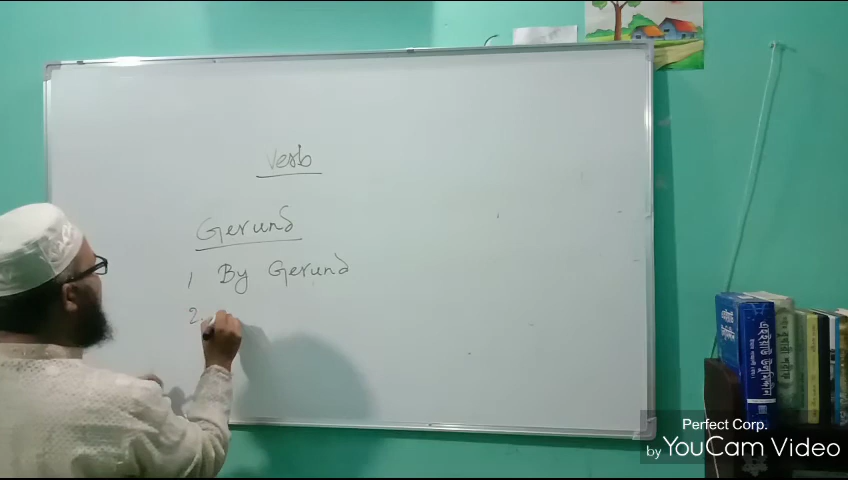 Verb
Gerund
1 By Gerund
2.
Perfect Corp.
by YouCam Video